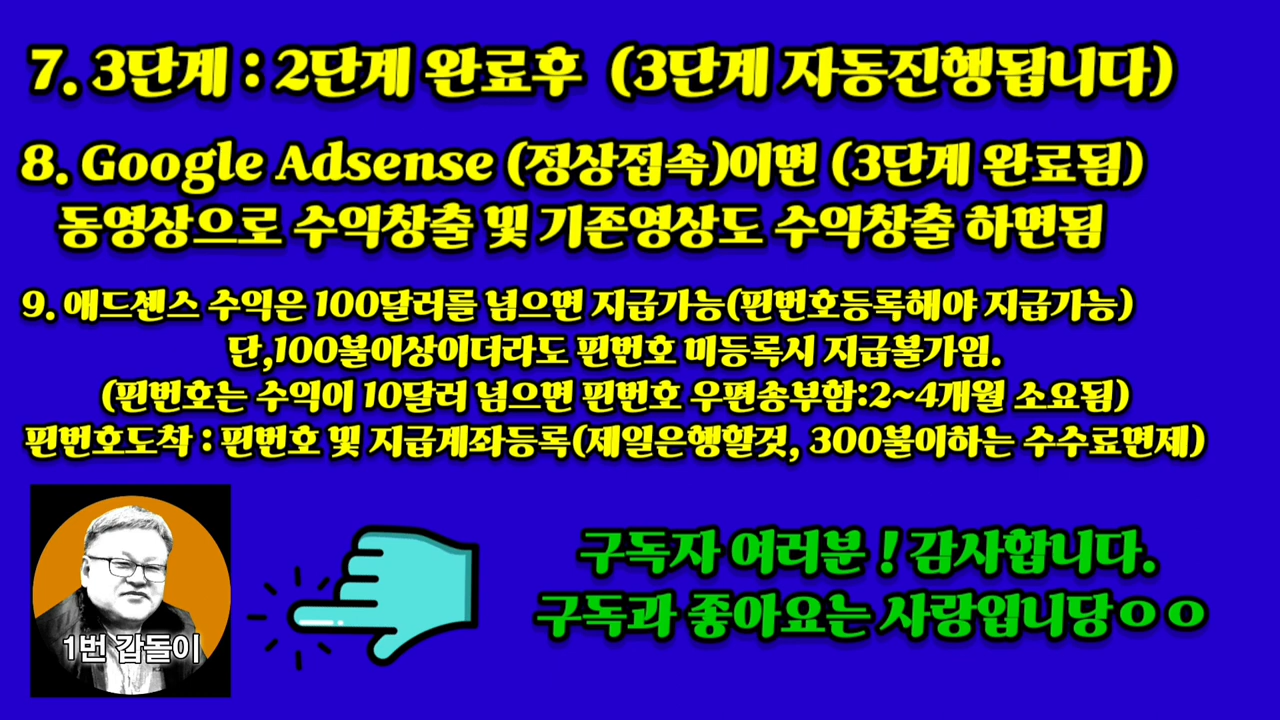 7. 3단계 : 2단계 완료후 (3단계 자동진행됩니다)
8. Google Adsense (정상접속)이면 (3단계 완료됨)
동영상으로 수익창출 및 기존영상도 수익창출 하면됨
9. 애드센스 수익은 100달러를 넘으면 지급가능(핀번호등록해야 지급가능)
단,100불이상이더라도 핀번호 미등록시 지급불가임.
(핀번호는 수익이 10달러 넘으면 핀번호 우편송부함:2~4개월 소요됨)
핀번호도착 : 핀번호 및 지급계좌등록(제일은행할것, 300불이하는 수수료면제)
구독자 여러분 ! 감사합니다.
구독과 좋아요는 사랑입니당ㅇㅇ
1번 갑돌이